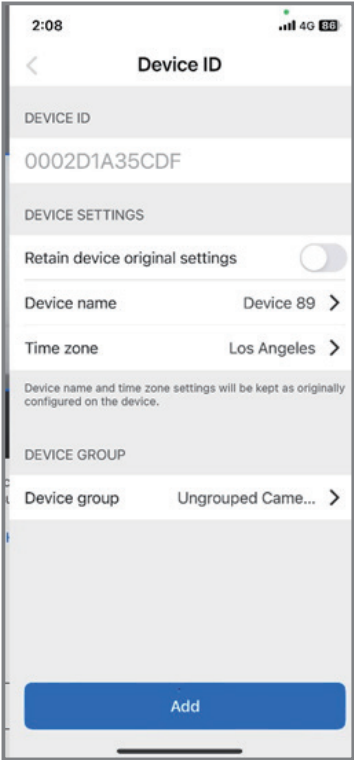 2:08 4G 86
Device ID
DEVICE ID
0002D1A35CDF
DEVICE SETTINGS
Retain device original settings
Device name Device 89
Time zone Los Angeles
Device name and time zone settings will be kept as originally
configured on the device.
DEVICE GROUP
Device group Ungrouped Came...
Add